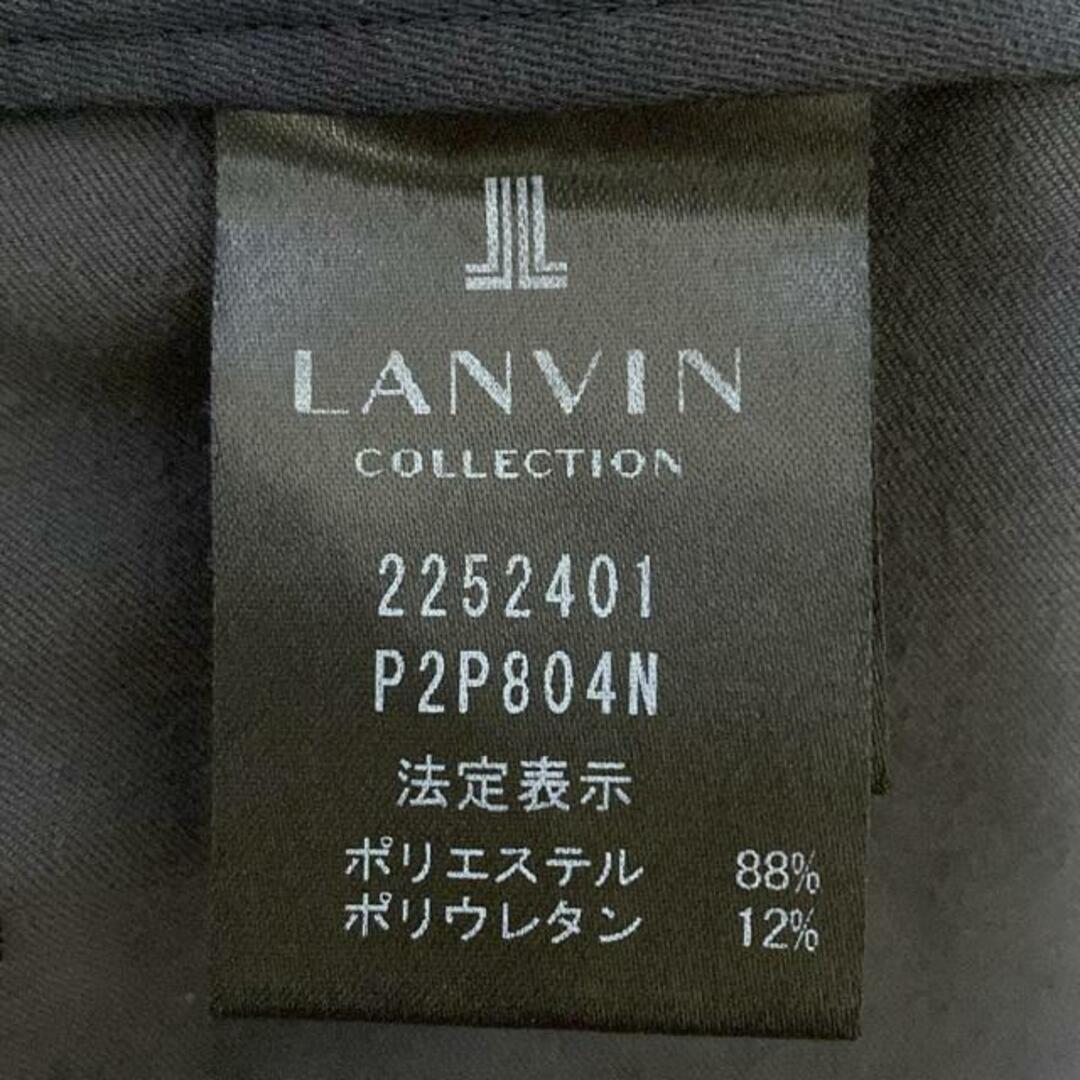 LANVIN
COLLECTION
2252401
P2P804N
法定表示
ポリエステル 88%
ポリウレタン 12%